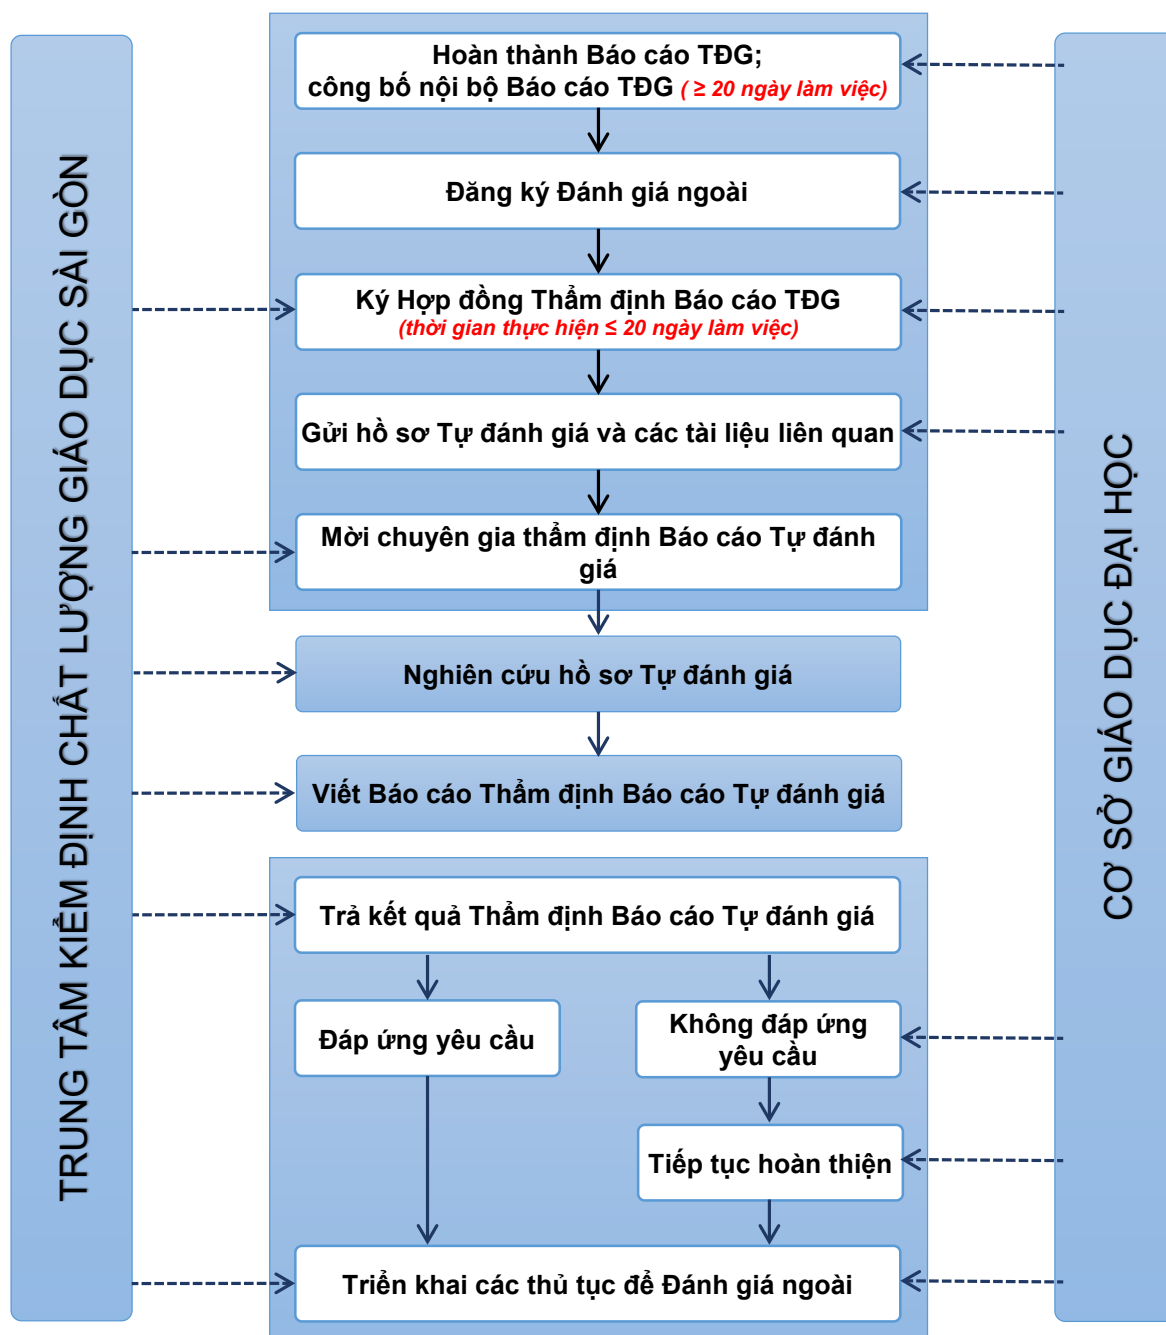 TRUNG TÂM KIỂM ĐỊNH CHẤT LƯỢNG GIÁO DỤC SÀI GÒN
Hoàn thành Báo cáo TĐG;
công bố nội bộ Báo cáo TĐG ( ≥ 20 ngày làm việc)
Đăng ký Đánh giá ngoài
Ký Hợp đồng Thẩm định Báo cáo TĐG
(thời gian thực hiện ≤ 20 ngày làm việc)
Gửi hồ sơ Tự đánh giá và các tài liệu liên quan
Mời chuyên gia thẩm định Báo cáo Tự đánh
giá
Nghiên cứu hồ sơ Tự đánh giá
Viết Báo cáo Thẩm định Báo cáo Tự đánh giá
Trả kết quả Thẩm định Báo cáo Tự đánh giá
Đáp ứng yêu cầu
Không đáp ứng
yêu cầu
Tiếp tục hoàn thiện
Triển khai các thủ tục để Đánh giá ngoài
CƠ SỞ GIÁO DỤC ĐẠI HỌC